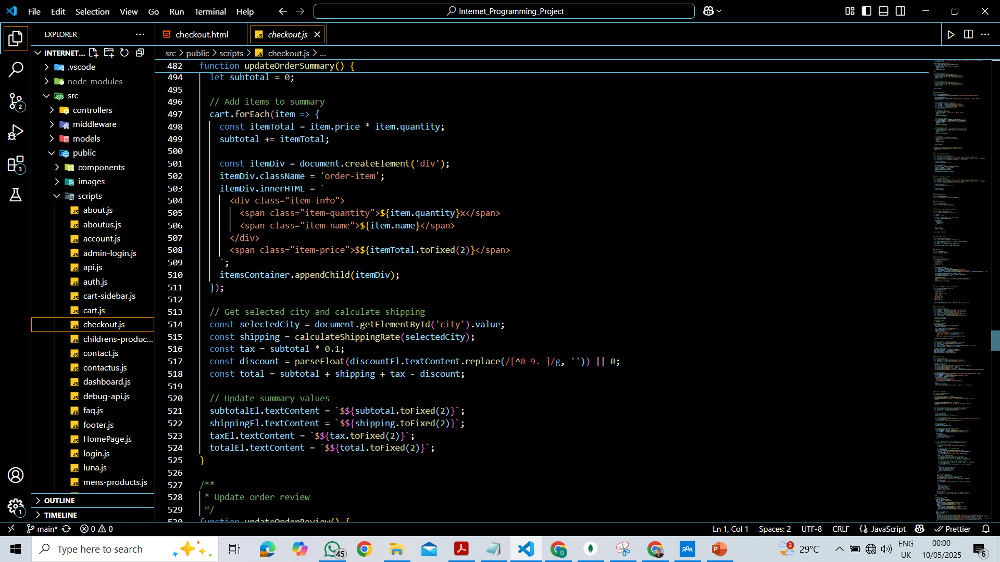 File Edit Selection View Go Run Terminal Help
Internet_Programming_Project
EXPLORER
checkout.html
checkout.js
INTERNET...
src > public > scripts > checkout.js > ...
.vscode
node_modules
src
controllers
middleware
models
public
components
images
scripts
about.js
aboutus.js
account.js
admin-login.js
api.js
auth.js
cart-sidebar.js
cart.js
checkout.js
childrens-produc...
contact.js
contactus.js
dashboard.js
debug-api.js
faq.js
footer.js
HomePage.js
login.js
luna.js
mens-products.js
OUTLINE
TIMELINE
2
3
1
482 function updateOrderSummary() {
494 let subtotal = 0;
495
496 // Add items to summary
497 cart.forEach(item => {
498 const itemTotal = item.price * item.quantity;
499 subtotal += itemTotal;
500
501 const itemDiv = document.createElement('div');
502 itemDiv.className = 'order-item';
503 itemDiv.innerHTML = `
504 <div class="item-info">
505 <span class="item-quantity">${item.quantity}x</span>
506 <span class="item-name">${item.name}</span>
507 </div>
508 <span class="item-price">$${itemTotal.toFixed(2)}</span>
509 `;
510 itemsContainer.appendChild(itemDiv);
511 });
512
513 // Get selected city and calculate shipping
514 const selectedCity = document.getElementById('city').value;
515 const shipping = calculateShippingRate(selectedCity);
516 const tax = subtotal * 0.1;
517 const discount = parseFloat(discountEl.textContent.replace(/[^0-9.-]/g, '')) || 0;
518 const total = subtotal + shipping + tax - discount;
519
520 // Update summary values
521 subtotalEl.textContent = `$${subtotal.toFixed(2)}`;
522 shippingEl.textContent = `$${shipping.toFixed(2)}`;
523 taxEl.textContent = `$${tax.toFixed(2)}`;
524 totalEl.textContent = `$${total.toFixed(2)}`;
525 }
526
527 /**
528 * Update order review
529 */
530 function updateOrderReview() {
main* 0 0
Ln 1, Col 1 Spaces: 2 UTF-8 CRLF JavaScript Prettier
Type here to search
45
3 29°C
ENG
UK
00:00
10/05/2025
6